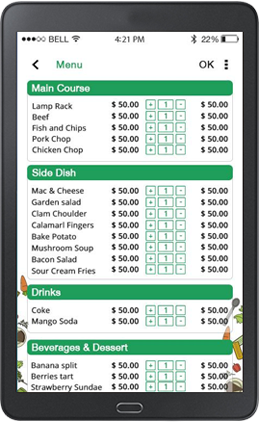 ●●●○○ BELL 4:21 PM 22%
< Menu OK
Main Course
Lamp Rack $ 50.00 + 1 - $ 50.00
Beef $ 50.00 + 1 - $ 50.00
Fish and Chips $ 50.00 + 1 - $ 50.00
Pork Chop $ 50.00 + 1 - $ 50.00
Chicken Chop $ 50.00 + 1 - $ 50.00
Side Dish
Mac & Cheese $ 50.00 + 1 - $ 50.00
Garden salad $ 50.00 + 1 - $ 50.00
Clam Choulder $ 50.00 + 1 - $ 50.00
Calamarl Fingers $ 50.00 + 1 - $ 50.00
Bake Potato $ 50.00 + 1 - $ 50.00
Mushroom Soup $ 50.00 + 1 - $ 50.00
Bacon Salad $ 50.00 + 1 - $ 50.00
Sour Cream Fries $ 50.00 + 1 - $ 50.00
Drinks
Coke $ 50.00 + 1 - $ 50.00
Mango Soda $ 50.00 + 1 - $ 50.00
Beverages & Dessert
Banana split $ 50.00 + 1 - $ 50.00
Berries tart $ 50.00 + 1 - $ 50.00
Strawberry Sundae $ 50.00 + 1 - $ 50.00